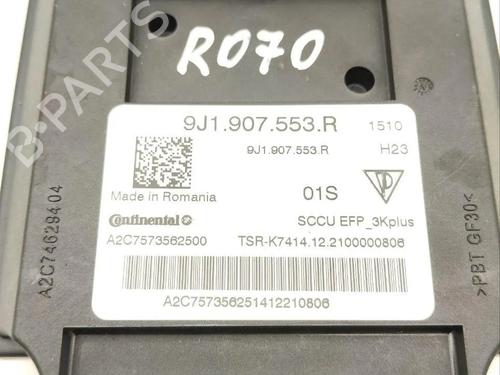 R070
9J1.907.553.R 1510
9J1.907.553.R H23
Made in Romania 01S
Continental SCCU EFP_3Kplus
A2C7573562500 TSR-K7414.12.2100000806
A2C757356251412210806
A2C74629404
>PBT GF30<
B-PARTS